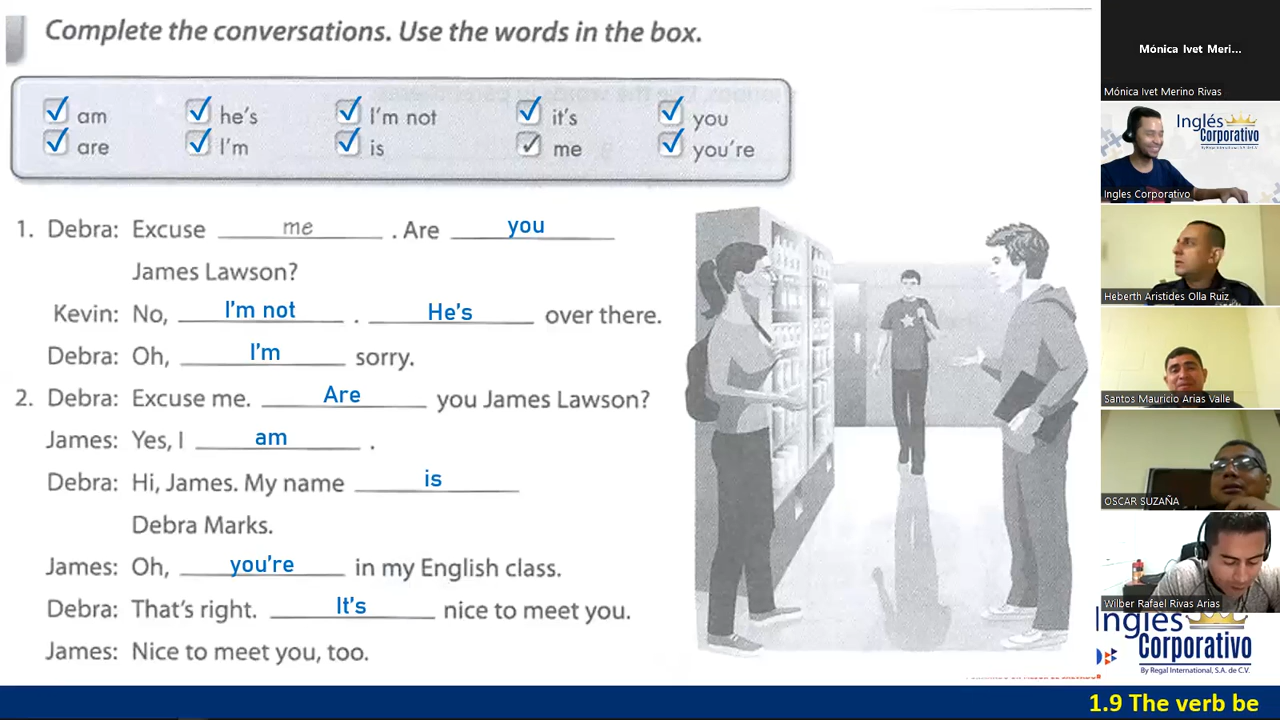 Complete the conversations. Use the words in the box.
✓ am ✓ he's ✓ I'm not ✓ it's ✓ you
✓ are ✓ I'm ✓ is ✓ me ✓ you're
1. Debra: Excuse me . Are you
James Lawson?
Kevin: No, I'm not . He's over there.
Debra: Oh, I'm sorry.
2. Debra: Excuse me. Are you James Lawson?
James: Yes, I am .
Debra: Hi, James. My name is
Debra Marks.
James: Oh, you're in my English class.
Debra: That's right. It's nice to meet you.
James: Nice to meet you, too.
Mónica Ivet Meri...
Mónica Ivet Merino Rivas
Inglés
Corporativo
By Regal International, S.A. de C.V.
Ingles Corporativo
Heberth Aristides Olla Ruiz
Santos Mauricio Arias Valle
OSCAR SUZAÑA
Wilber Rafael Rivas Arias
Inglés
Corporativo
By Regal International, S.A. de C.V.
1.9 The verb be